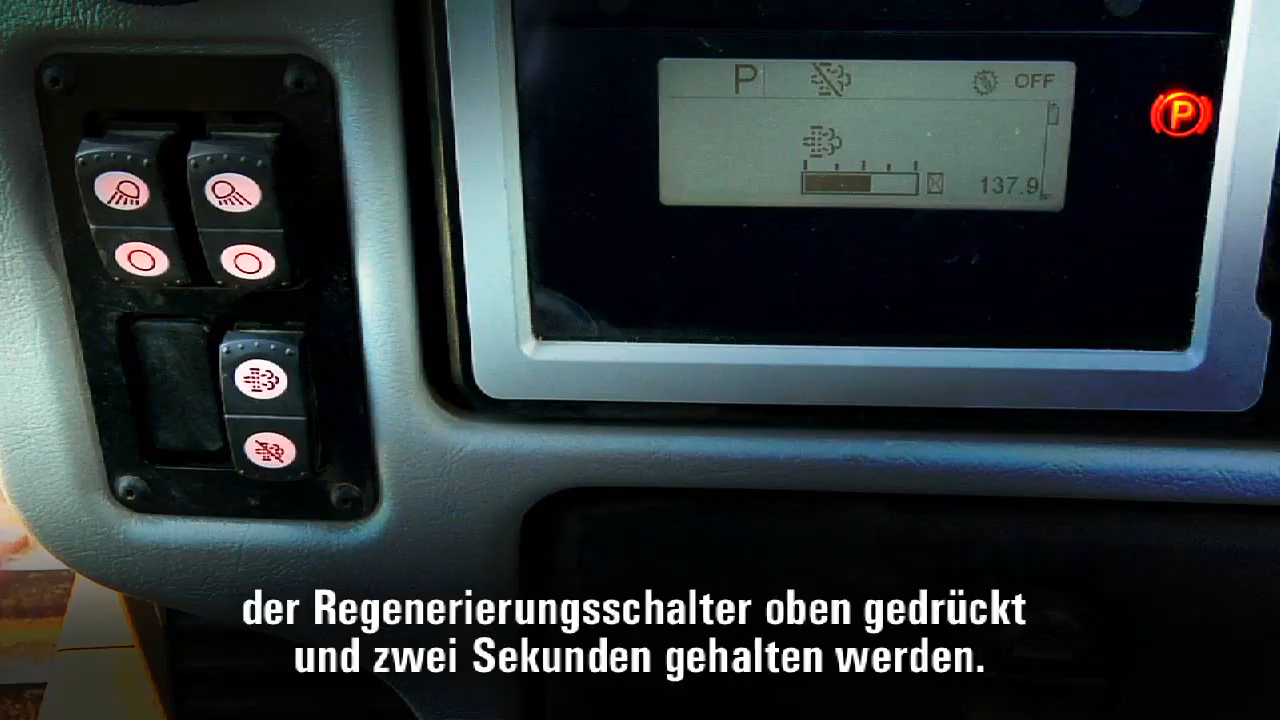 P OFF
P
137.9
der Regenerierungsschalter oben gedrückt
und zwei Sekunden gehalten werden.